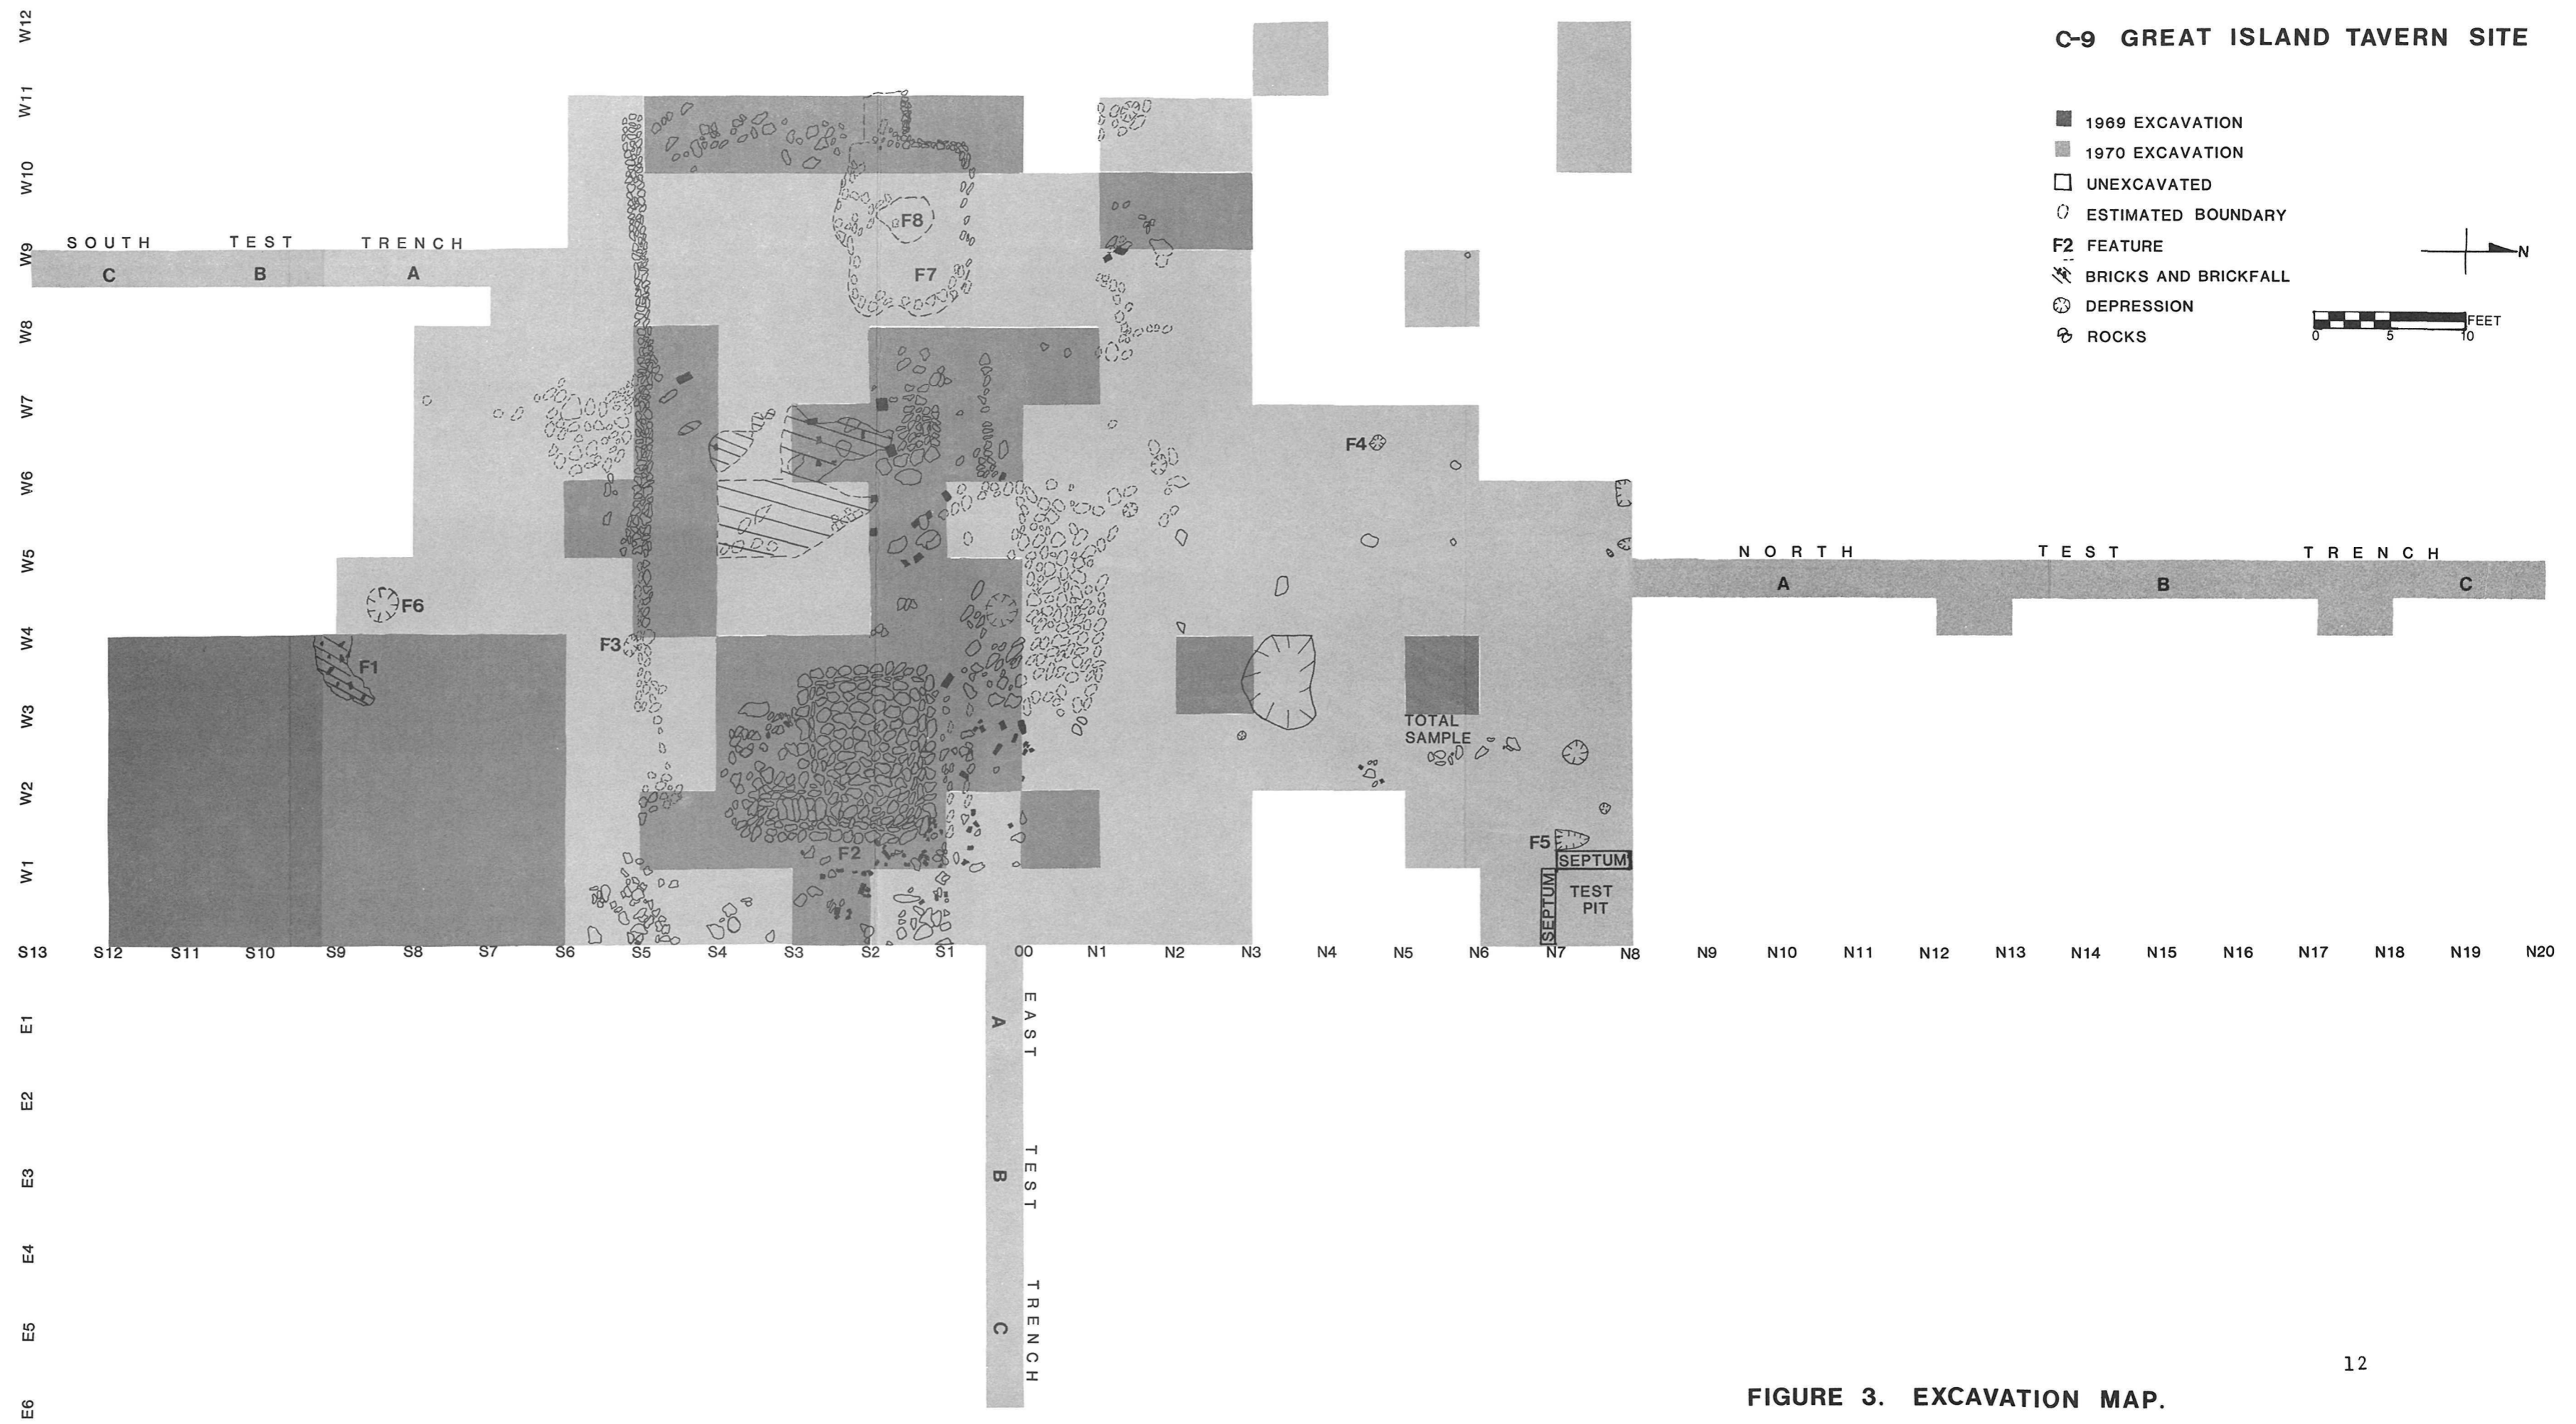 C-9 GREAT ISLAND TAVERN SITE
1969 EXCAVATION
1970 EXCAVATION
UNEXCAVATED
ESTIMATED BOUNDARY
F2 FEATURE
BRICKS AND BRICKFALL
DEPRESSION
ROCKS
N
FEET
0 5 10
W12
W11
W10
W9
W8
W7
W6
W5
W4
W3
W2
W1
E1
E2
E3
E4
E5
E6
SOUTH TEST TRENCH
C B A
F8
F7
F4
NORTH TEST TRENCH
A B C
F6
F3
F1
TOTAL
SAMPLE
F5
F2
SEPTUM
SEPTUM
TEST
PIT
S13 S12 S11 S10 S9 S8 S7 S6 S5 S4 S3 S2 S1 00 N1 N2 N3 N4 N5 N6 N7 N8 N9 N10 N11 N12 N13 N14 N15 N16 N17 N18 N19 N20
EAST TEST TRENCH
A B C
12
FIGURE 3. EXCAVATION MAP.